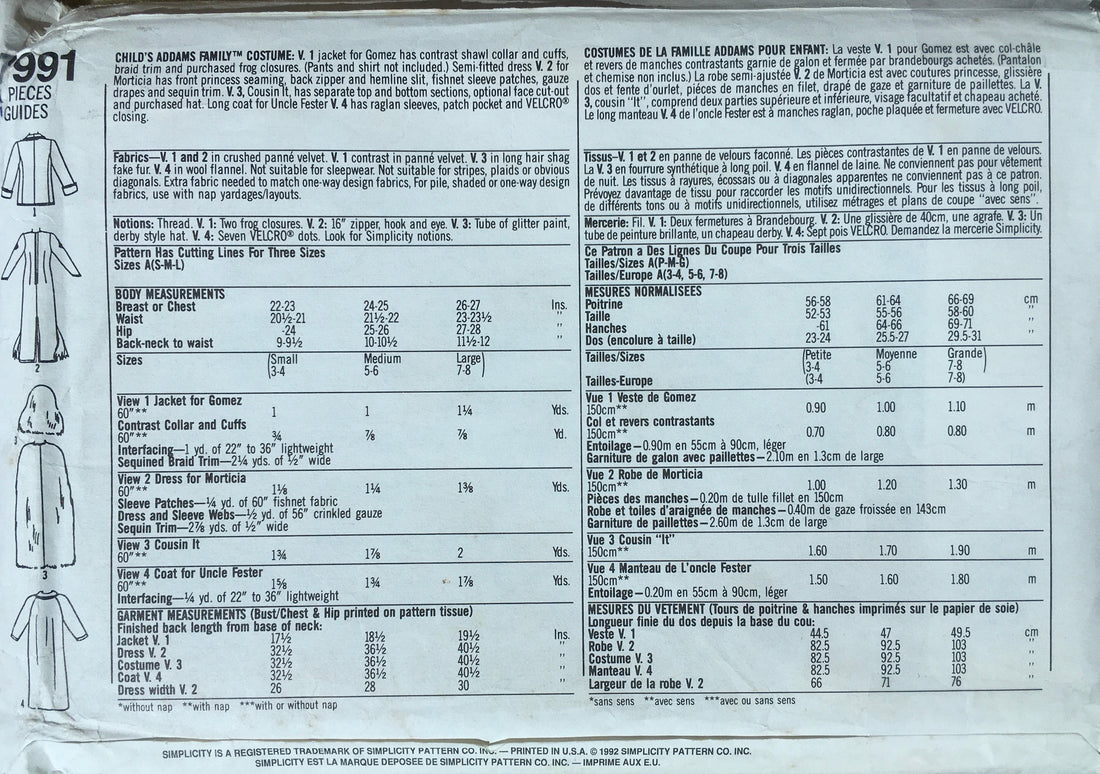 7991
PIECES
GUIDES
1
2
3
3
4
CHILD'S ADDAMS FAMILY™ COSTUME: V. 1 jacket for Gomez has contrast shawl collar and cuffs,
braid trim and purchased frog closures. (Pants and shirt not included.) Semi-fitted dress V. 2 for
Morticia has front princess seaming, back zipper and hemline slit, fishnet sleeve patches, gauze
drapes and sequin trim. V. 3, Cousin It, has separate top and bottom sections, optional face cut-out
and purchased hat. Long coat for Uncle Fester V. 4 has raglan sleeves, patch pocket and VELCRO®
closing.
Fabrics—V. 1 and 2 in crushed panné velvet. V. 1 contrast in panné velvet. V. 3 in long hair shag
fake fur. V. 4 in wool flannel. Not suitable for sleepwear. Not suitable for stripes, plaids or obvious
diagonals. Extra fabric needed to match one-way design fabrics, For pile, shaded or one-way design
fabrics, use with nap yardages/layouts.
Notions: Thread. V. 1: Two frog closures. V. 2: 16" zipper, hook and eye. V. 3: Tube of glitter paint,
derby style hat. V. 4: Seven VELCRO® dots. Look for Simplicity notions.
Pattern Has Cutting Lines For Three Sizes
Sizes A(S-M-L)
BODY MEASUREMENTS
Breast or Chest 22-23 24-25 26-27 Ins.
Waist 20½-21 21½-22 23-23½ "
Hip -24 25-26 27-28 "
Back-neck to waist 9-9½ 10-10½ 11½-12 "
Sizes (Small Medium Large)
(3-4 5-6 7-8)
View 1 Jacket for Gomez
60"** 1 1 1¼ Yds.
Contrast Collar and Cuffs
60"** ¾ ⅞ ⅞ Yd.
Interfacing—1 yd. of 22" to 36" lightweight
Sequined Braid Trim—2¼ yds. of ½" wide
View 2 Dress for Morticia
60"** 1⅛ 1¼ 1⅜ Yds.
Sleeve Patches—¼ yd. of 60" fishnet fabric
Dress and Sleeve Webs—½ yd. of 56" crinkled gauze
Sequin Trim—2⅞ yds. of ½" wide
View 3 Cousin It
60"** 1¾ 1⅞ 2 Yds.
View 4 Coat for Uncle Fester
60"** 1⅝ 1¾ 1⅞ Yds.
Interfacing—¼ yd. of 22" to 36" lightweight
GARMENT MEASUREMENTS (Bust/Chest & Hip printed on pattern tissue)
Finished back length from base of neck:
Jacket V. 1 17½ 18½ 19½ Ins.
Dress V. 2 32½ 36½ 40½ "
Costume V. 3 32½ 36½ 40½ "
Coat V. 4 32½ 36½ 40½ "
Dress width V. 2 26 28 30 "
*without nap **with nap ***with or without nap
COSTUMES DE LA FAMILLE ADDAMS POUR ENFANT: La veste V. 1 pour Gomez est avec col-châle
et revers de manches contrastants garnie de galon et fermée par brandebourgs achetés. (Pantalon
et chemise non inclus.) La robe semi-ajustée V. 2 de Morticia est avec coutures princesse, glissière
dos et fente d'ourlet, piéces de manches en filet, drapé de gaze et garniture de paillettes. La V.
3, cousin "It", comprend deux parties supérieure et inférieure, visage facultatif et chapeau acheté.
Le long manteau V. 4 de l'oncle Fester est à manches raglan, poche plaquée et fermeture avec VELCRO.
Tissus—V. 1 et 2 en panne de velours faconné. Les pièces contrastantes de V. 1 en panne de velours.
La V. 3 en fourrure synthétique à long poil. V. 4 en flannel de laine. Ne conviennent pas pour vêtement
de nuit. Les tissus à rayures, écossais ou à diagonales apparentes ne conviennent pas à ce patron.
Prévoyez davantage de tissu pour raccorder les motifs unidirectionnels. Pour les tissus à long poil,
de différents tons ou à motifs unidirectionnels, utilisez métrages et plans de coupe "avec sens".
Mercerie: Fil. V. 1: Deux fermetures à Brandebourg. V. 2: Une glissière de 40cm, une agrafe. V. 3: Un
tube de peinture brillante, un chapeau derby. V. 4: Sept pois VELCRO. Demandez la mercerie Simplicity.
Ce Patron a Des Lignes Du Coupe Pour Trois Tailles
Tailles/Sizes A(P-M-G)
Tailles/Europe A(3-4, 5-6, 7-8)
MESURES NORMALISEES
Poitrine 56-58 61-64 66-69 cm
Taille 52-53 55-56 58-60 "
Hanches -61 64-66 69-71 "
Dos (encolure à taille) 23-24 25.5-27 29.5-31 "
Tailles/Sizes (Petite Moyenne Grande)
(3-4 5-6 7-8
Tailles-Europe (3-4 5-6 7-8)
Vue 1 Veste de Gomez
150cm** 0.90 1.00 1.10 m
Col et revers contrastants
150cm** 0.70 0.80 0.80 m
Entoilage—0.90m en 55cm à 90cm, léger
Garniture de galon avec paillettes—2.10m en 1.3cm de large
Vue 2 Robe de Morticia
150cm** 1.00 1.20 1.30 m
Pièces des manches—0.20m de tulle fillet en 150cm
Robe et toiles d'araignée de manches—0.40m de gaze froissée en 143cm
Garniture de paillettes—2.60m de 1.3cm de large
Vue 3 Cousin "It"
150cm** 1.60 1.70 1.90 m
Vue 4 Manteau de L'oncle Fester
150cm** 1.50 1.60 1.80 m
Entoilage—0.20m en 55cm à 90cm, léger
MESURES DU VETEMENT (Tours de poitrine & hanches imprimés sur le papier de soie)
Longueur finie du dos depuis la base du cou:
Veste V. 1 44.5 47 49.5 cm
Robe V. 2 82.5 92.5 103 "
Costume V. 3 82.5 92.5 103 "
Manteau V. 4 82.5 92.5 103 "
Largeur de la robe V. 2 66 71 76 "
*sans sens **avec sens ***avec ou sans sens
SIMPLICITY IS A REGISTERED TRADEMARK OF SIMPLICITY PATTERN CO. INC. — PRINTED IN U.S.A. © 1992 SIMPLICITY PATTERN CO. INC.
SIMPLICITY EST LA MARQUE DEPOSEE DE SIMPLICITY PATTERN CO. INC. — IMPRIME AUX E.U.